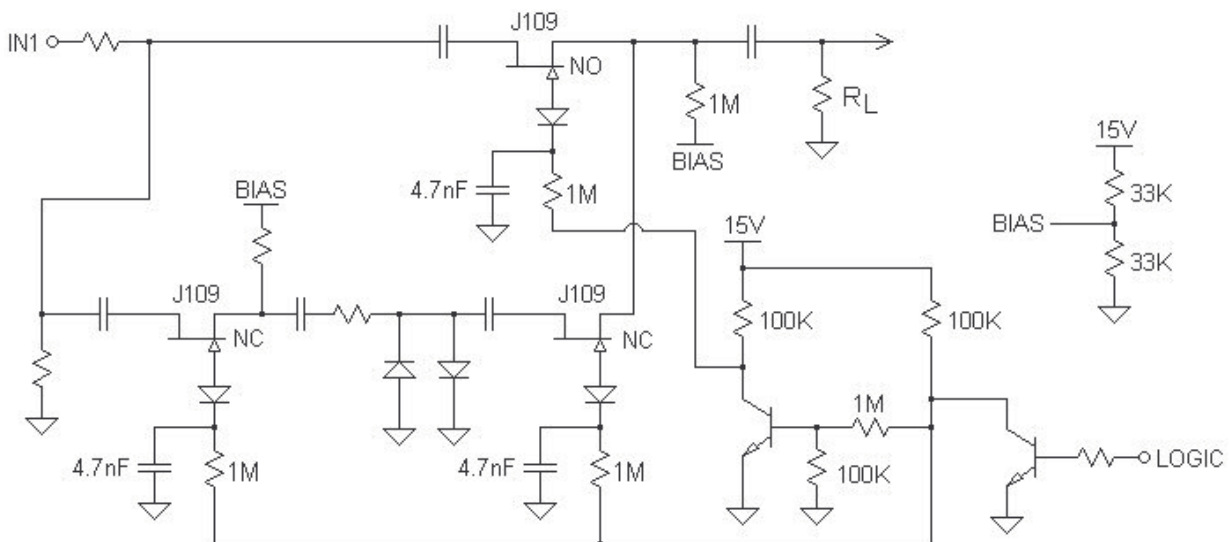 J109
IN1
NO
1M
R_L
BIAS
15V
4.7nF
1M
33K
BIAS
BIAS
15V
33K
J109
J109
100K
100K
NC
NC
1M
4.7nF
1M
4.7nF
1M
100K
LOGIC